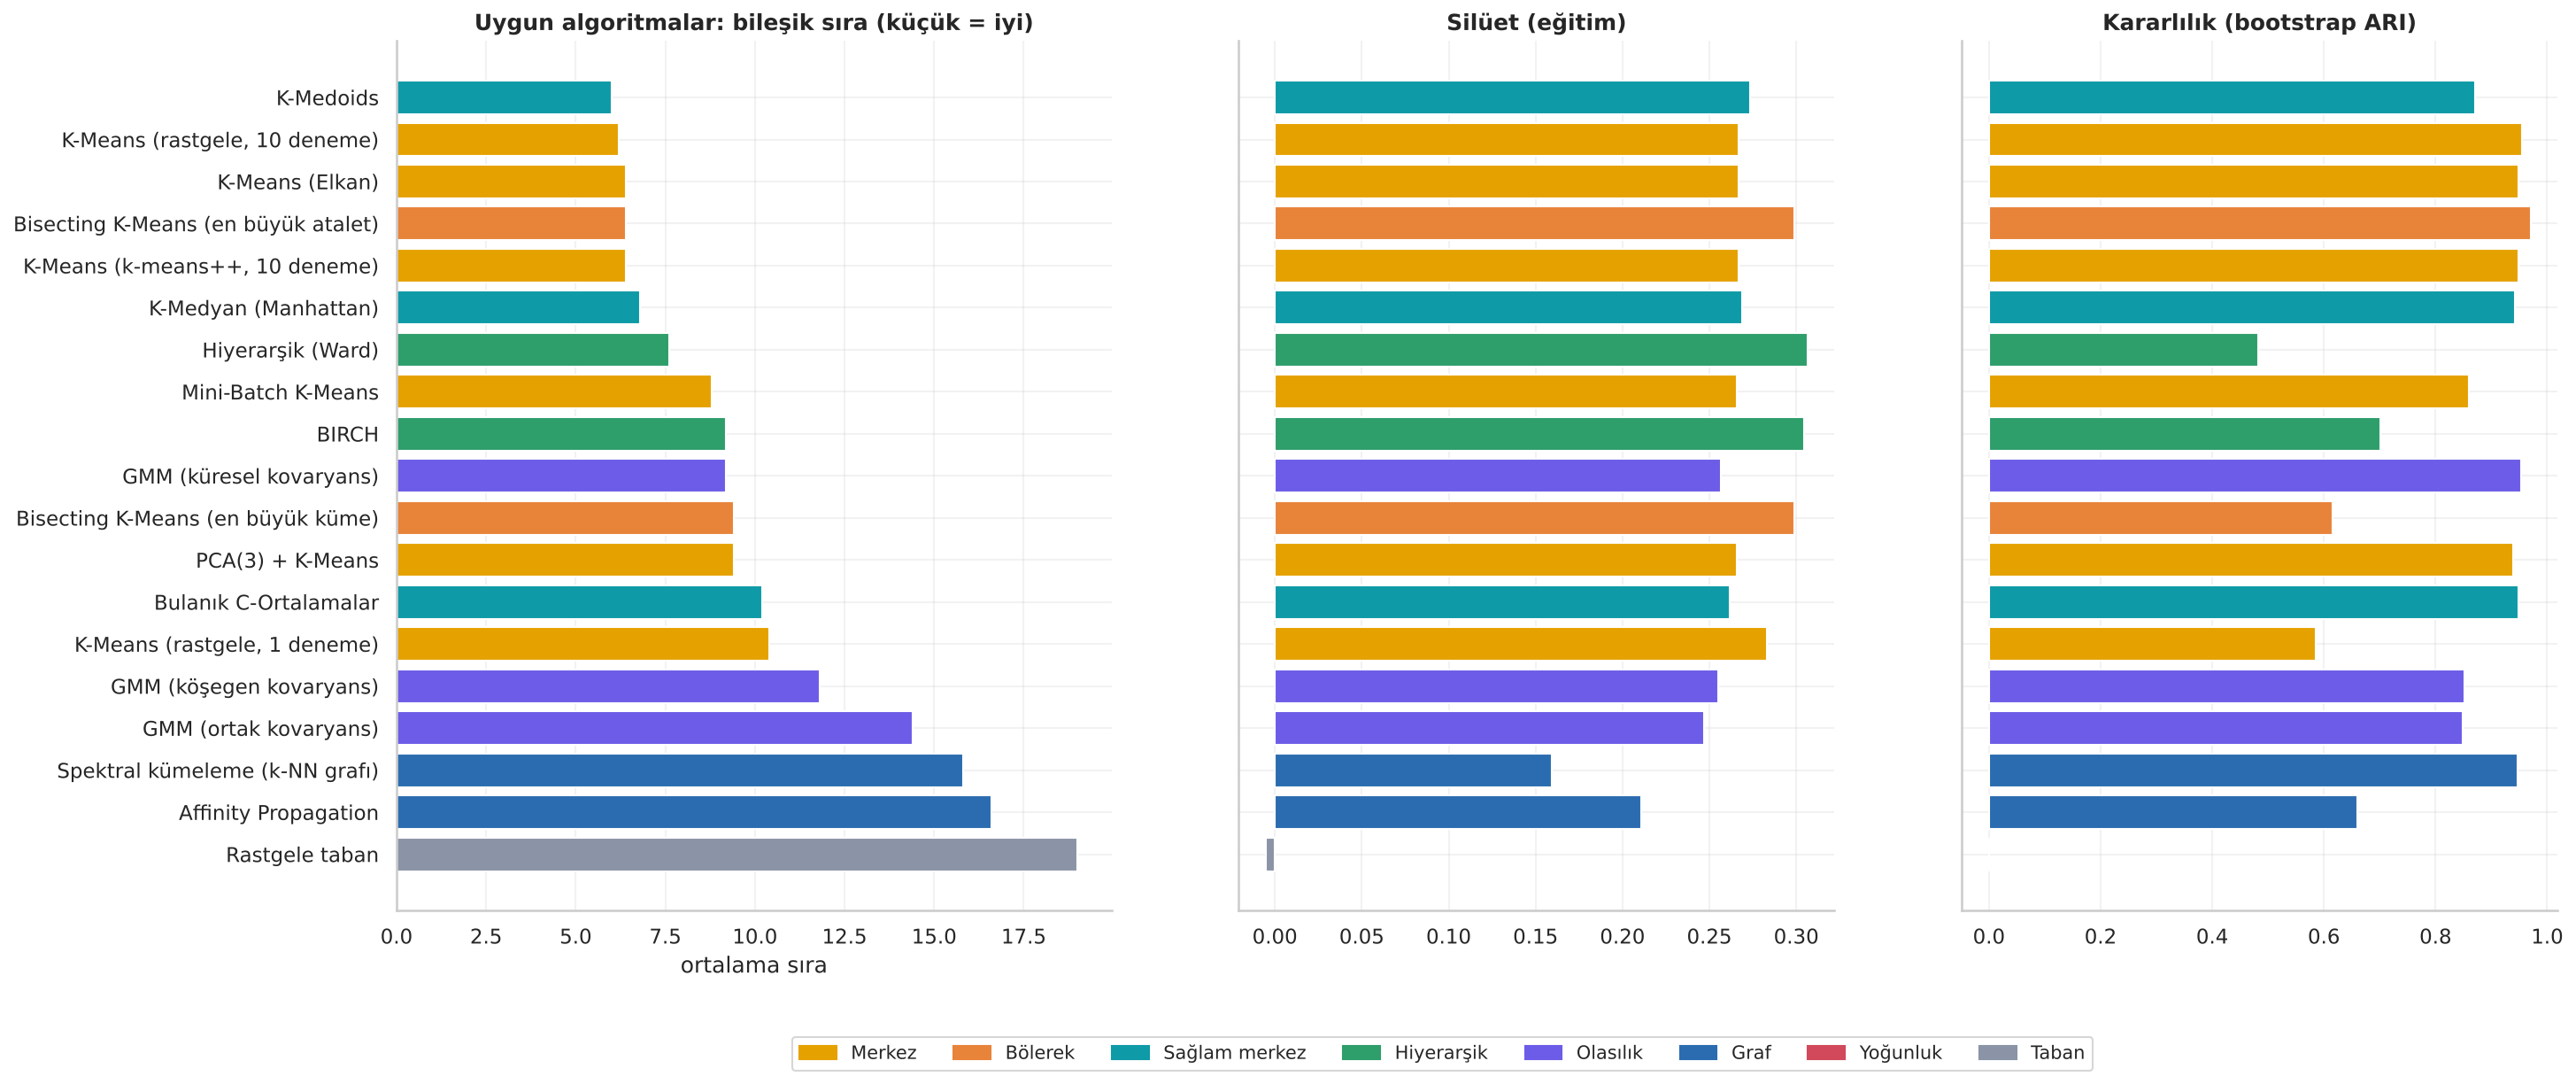 Uygun algoritmalar: bileşik sıra (küçük = iyi)
Silüet (eğitim)
Kararlılık (bootstrap ARI)
K-Medoids
K-Means (rastgele, 10 deneme)
K-Means (Elkan)
Bisecting K-Means (en büyük atalet)
K-Means (k-means++, 10 deneme)
K-Medyan (Manhattan)
Hiyerarşik (Ward)
Mini-Batch K-Means
BIRCH
GMM (küresel kovaryans)
Bisecting K-Means (en büyük küme)
PCA(3) + K-Means
Bulanık C-Ortalamalar
K-Means (rastgele, 1 deneme)
GMM (köşegen kovaryans)
GMM (ortak kovaryans)
Spektral kümeleme (k-NN grafı)
Affinity Propagation
Rastgele taban
0.0 2.5 5.0 7.5 10.0 12.5 15.0 17.5
0.00 0.05 0.10 0.15 0.20 0.25 0.30
0.0 0.2 0.4 0.6 0.8 1.0
ortalama sıra
Merkez Bölerek Sağlam merkez Hiyerarşik Olasılık Graf Yoğunluk Taban